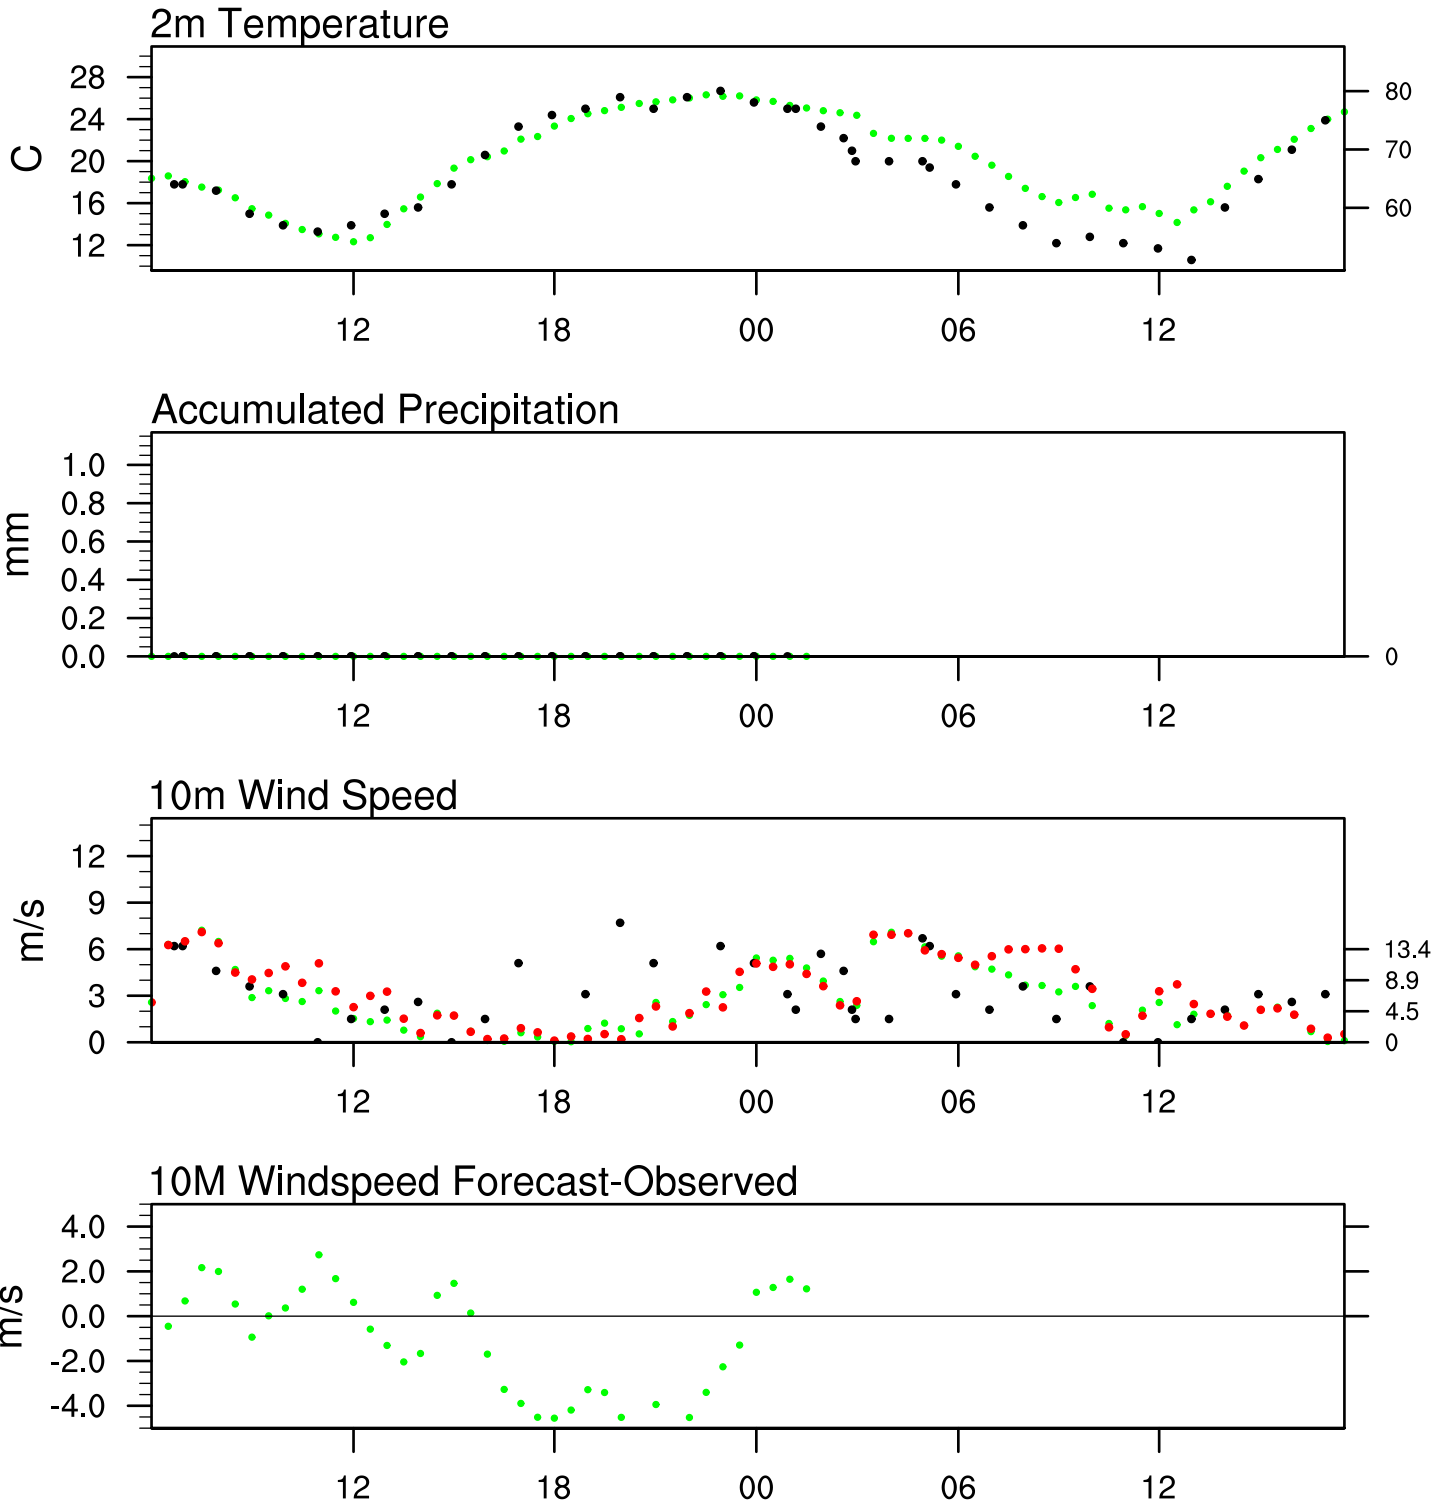 2m Temperature
28
24
20
16
12
C
80
70
60
12 18 00 06 12
Accumulated Precipitation
1.0
0.8
0.6
0.4
0.2
0.0
mm
0
12 18 00 06 12
10m Wind Speed
12
9
6
3
0
m/s
13.4
8.9
4.5
0
12 18 00 06 12
10M Windspeed Forecast-Observed
4.0
2.0
0.0
-2.0
-4.0
m/s
12 18 00 06 12